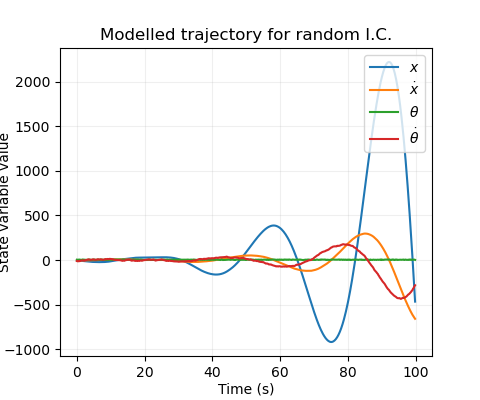 Modelled trajectory for random I.C.
State Variable Value
2000
1500
1000
500
0
−500
−1000
x
ẋ
θ
θ̇
0 20 40 60 80 100
Time (s)